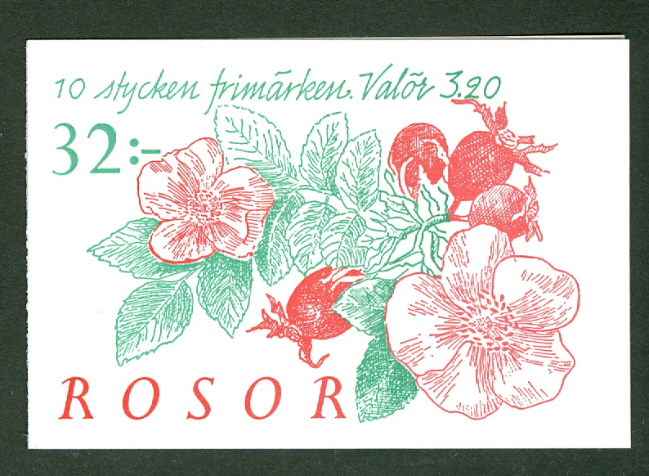 10 stycken frimärken. Valör 3.20
32:-
ROSOR